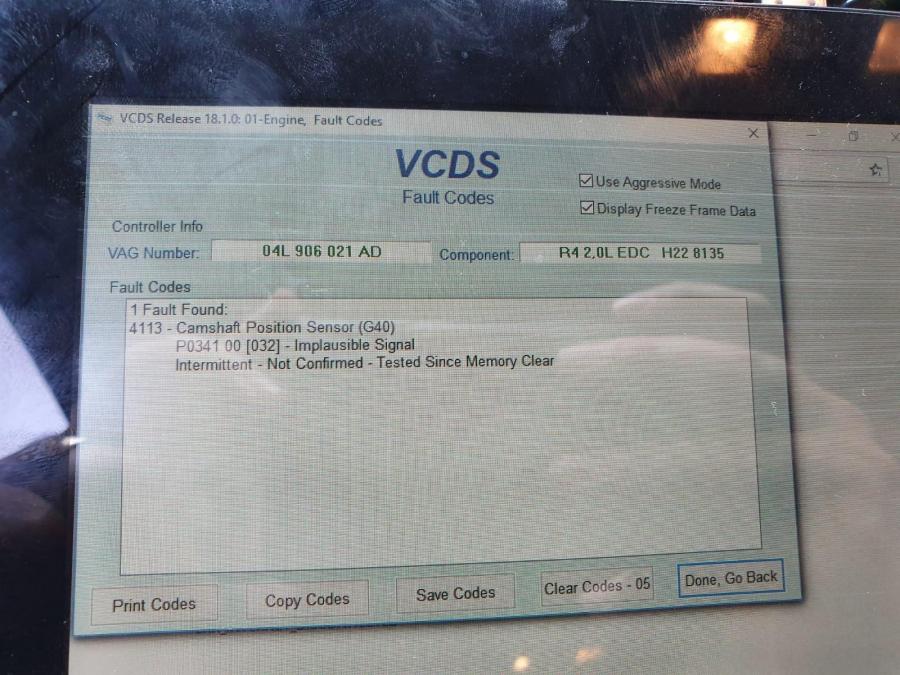 VCDS Release 18.1.0: 01-Engine, Fault Codes
VCDS
Fault Codes
Use Aggressive Mode
Display Freeze Frame Data
Controller Info
VAG Number: 04L 906 021 AD Component: R4 2,0L EDC H22 8135
Fault Codes
1 Fault Found:
4113 - Camshaft Position Sensor (G40)
P0341 00 [032] - Implausible Signal
Intermittent - Not Confirmed - Tested Since Memory Clear
Print Codes Copy Codes Save Codes Clear Codes - 05 Done, Go Back